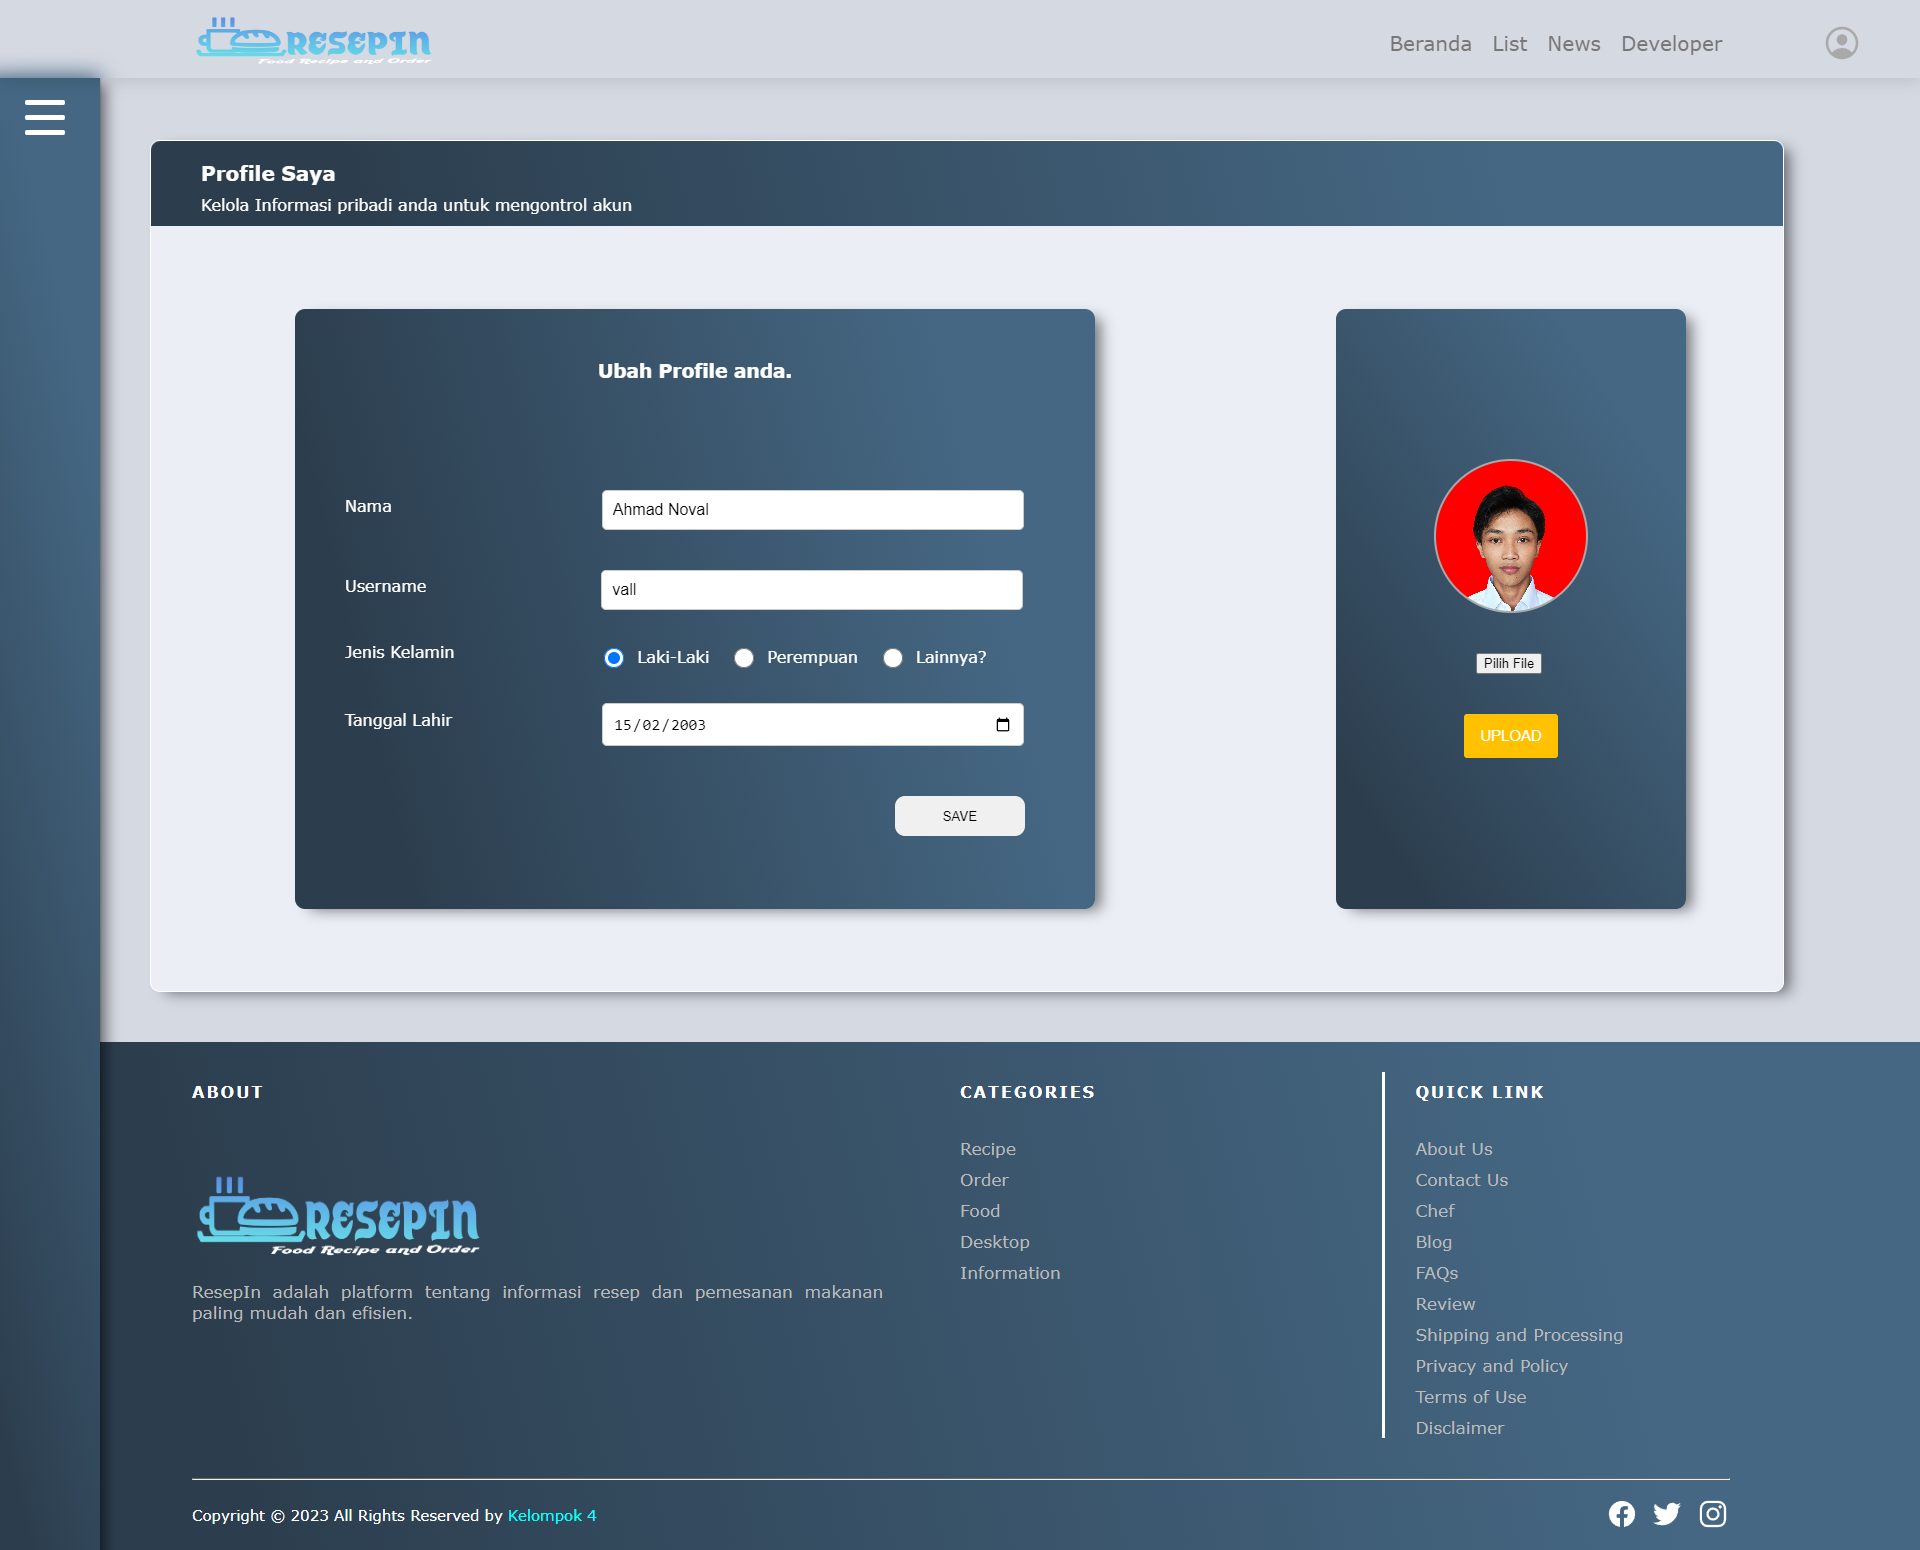 RESEPIN
Food Recipe and Order
Beranda List News Developer
Profile Saya
Kelola Informasi pribadi anda untuk mengontrol akun
Ubah Profile anda.
Nama
Ahmad Noval
Username
vall
Jenis Kelamin
Laki-Laki Perempuan Lainnya?
Tanggal Lahir
15/02/2003
SAVE
Pilih File
UPLOAD
ABOUT
RESEPIN
Food Recipe and Order
ResepIn adalah platform tentang informasi resep dan pemesanan makanan
paling mudah dan efisien.
CATEGORIES
Recipe
Order
Food
Desktop
Information
QUICK LINK
About Us
Contact Us
Chef
Blog
FAQs
Review
Shipping and Processing
Privacy and Policy
Terms of Use
Disclaimer
Copyright © 2023 All Rights Reserved by Kelompok 4